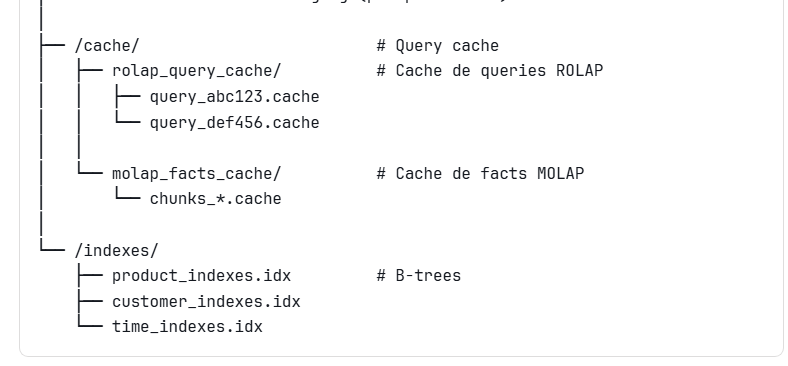 ├── /cache/                         # Query cache
│   ├── rolap_query_cache/          # Cache de queries ROLAP
│   │   ├── query_abc123.cache
│   │   └── query_def456.cache
│   │
│   └── molap_facts_cache/          # Cache de facts MOLAP
│       └── chunks_*.cache
│
└── /indexes/
    ├── product_indexes.idx         # B-trees
    ├── customer_indexes.idx
    └── time_indexes.idx